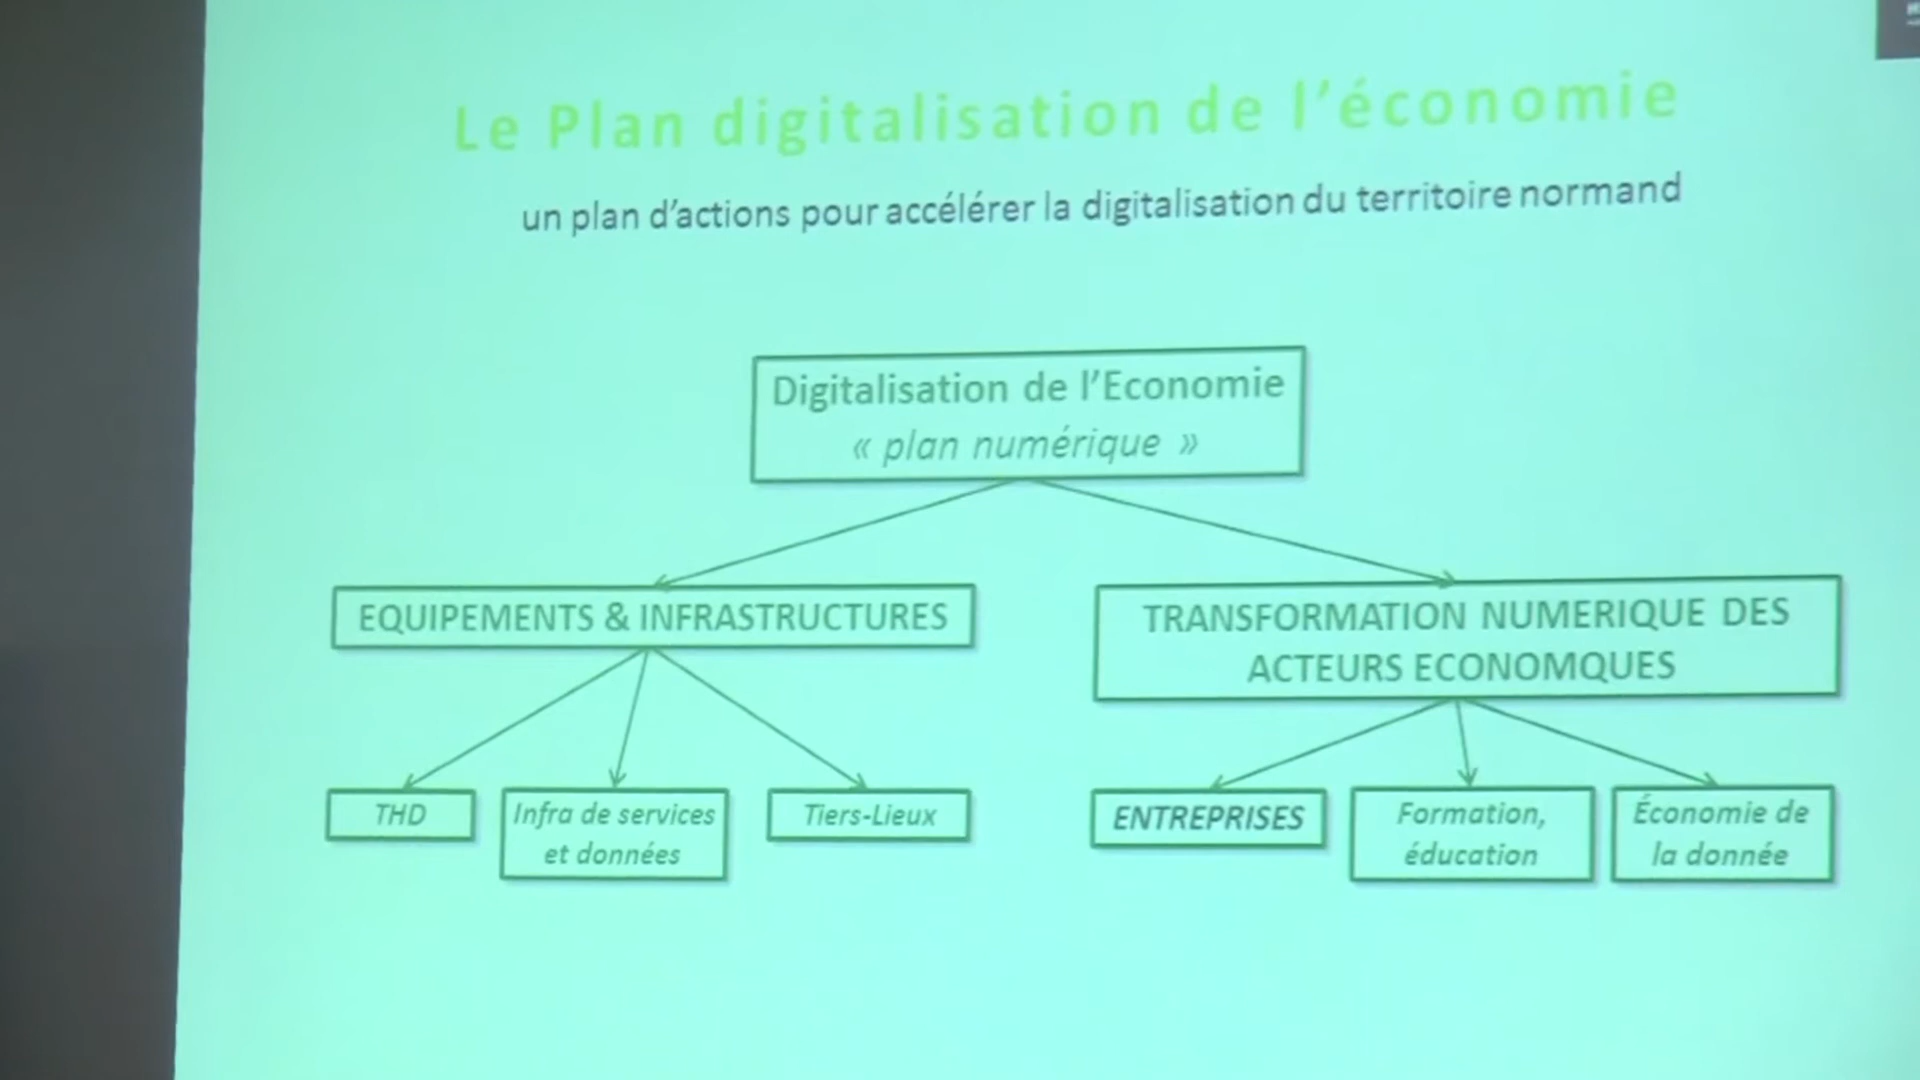 Le Plan digitalisation de l'économie
un plan d'actions pour accélérer la digitalisation du territoire normand
Digitalisation de l'Economie
« plan numérique »
EQUIPEMENTS & INFRASTRUCTURES
TRANSFORMATION NUMERIQUE DES
ACTEURS ECONOMQUES
THD
Infra de services
et données
Tiers-Lieux
ENTREPRISES
Formation,
éducation
Économie de
la donnée